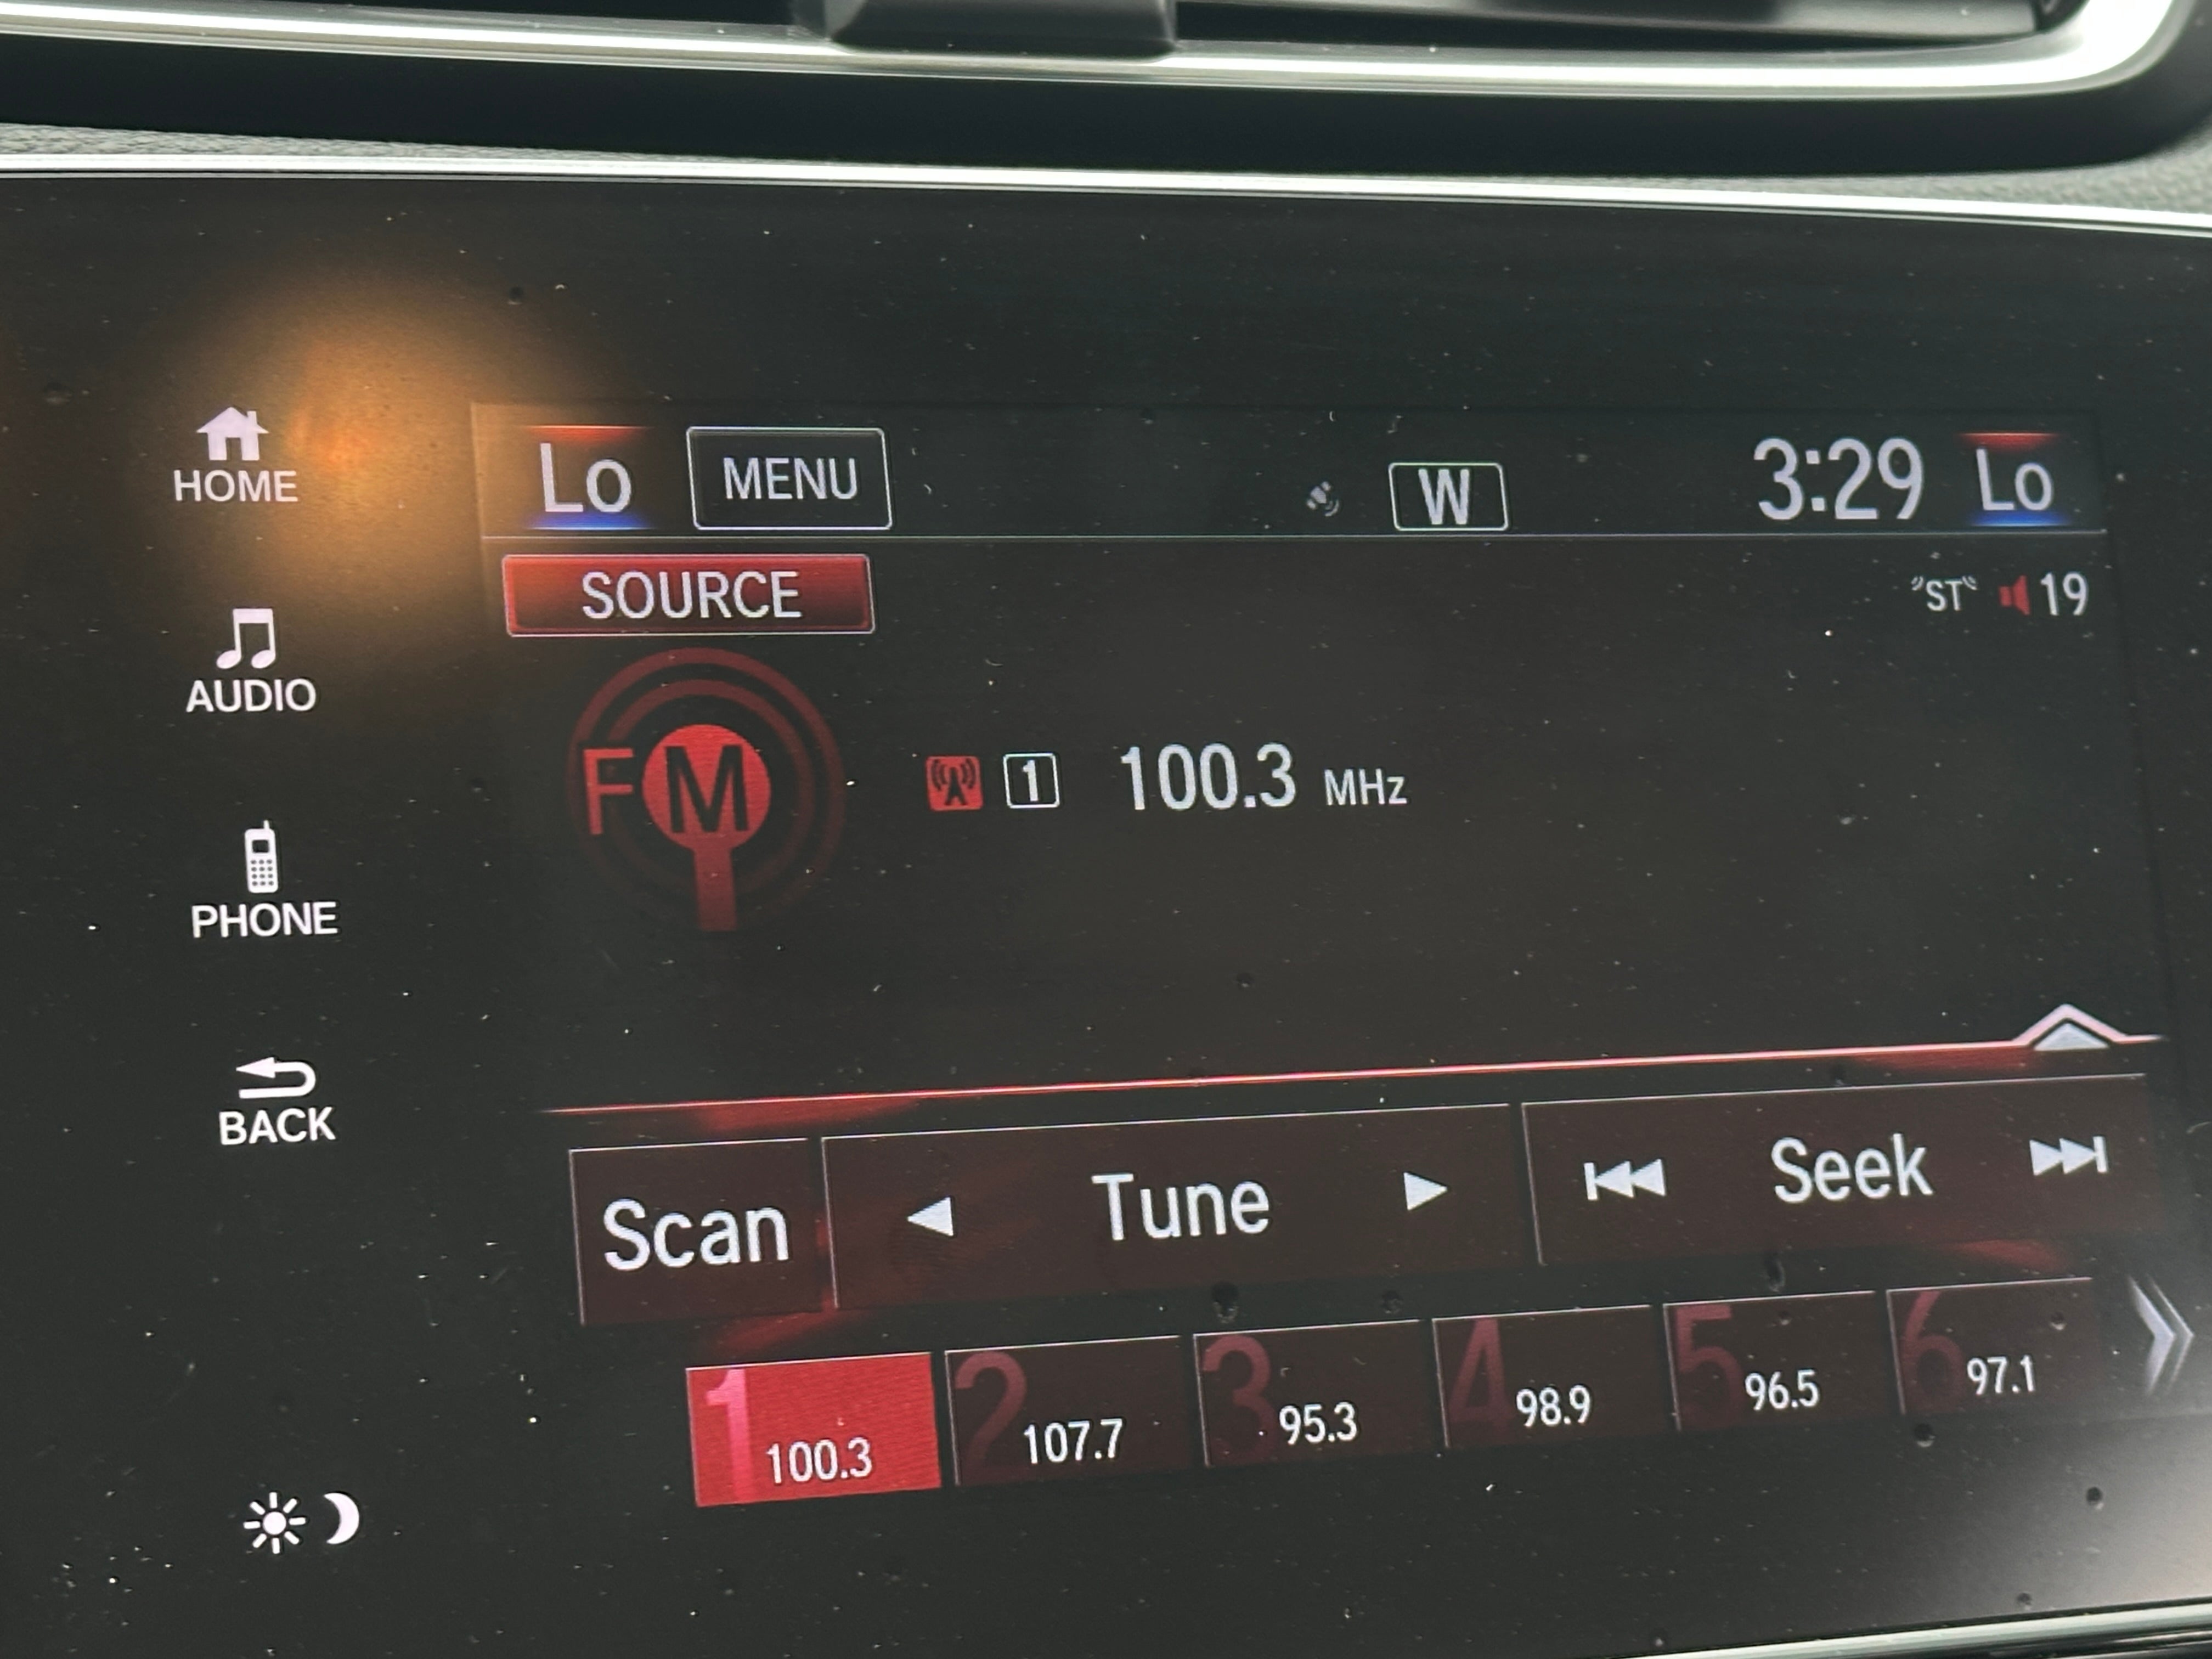 HOME
AUDIO
PHONE
BACK
Lo MENU W 3:29 Lo
SOURCE "ST" 19
FM 1 100.3 MHz
Scan Tune Seek
1 100.3 2 107.7 3 95.3 4 98.9 5 96.5 6 97.1